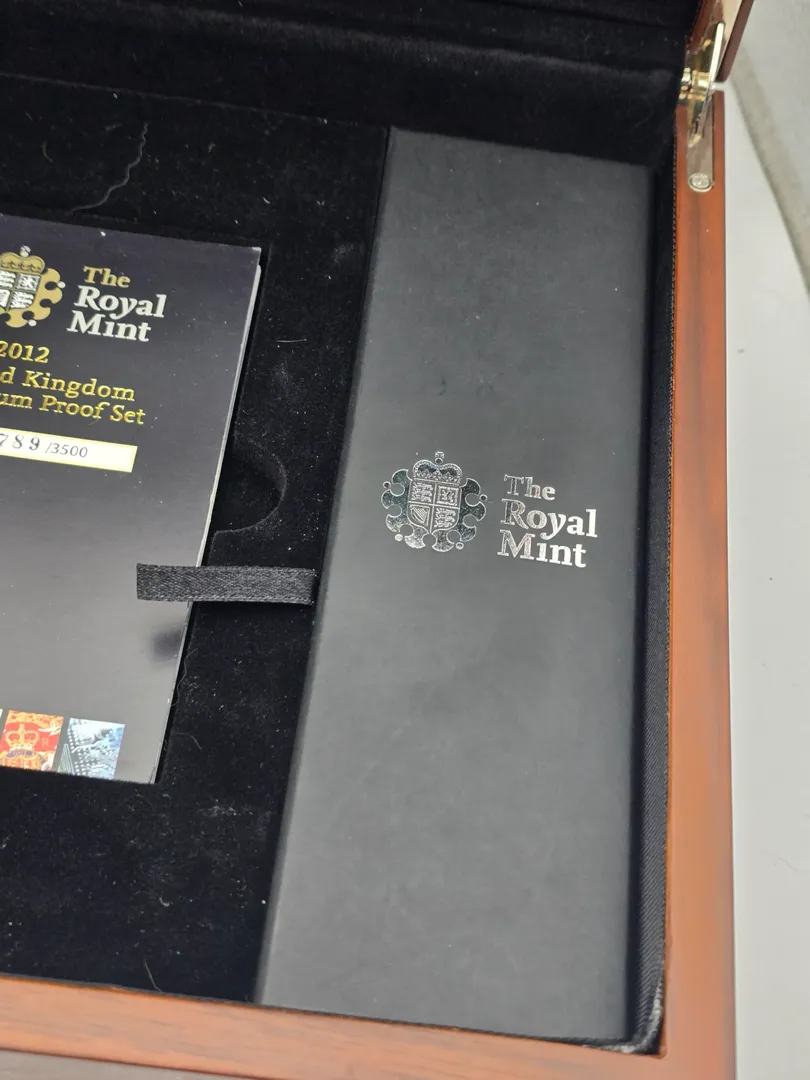 The
Royal
Mint
2012
d Kingdom
um Proof Set
789/3500
The
Royal
Mint